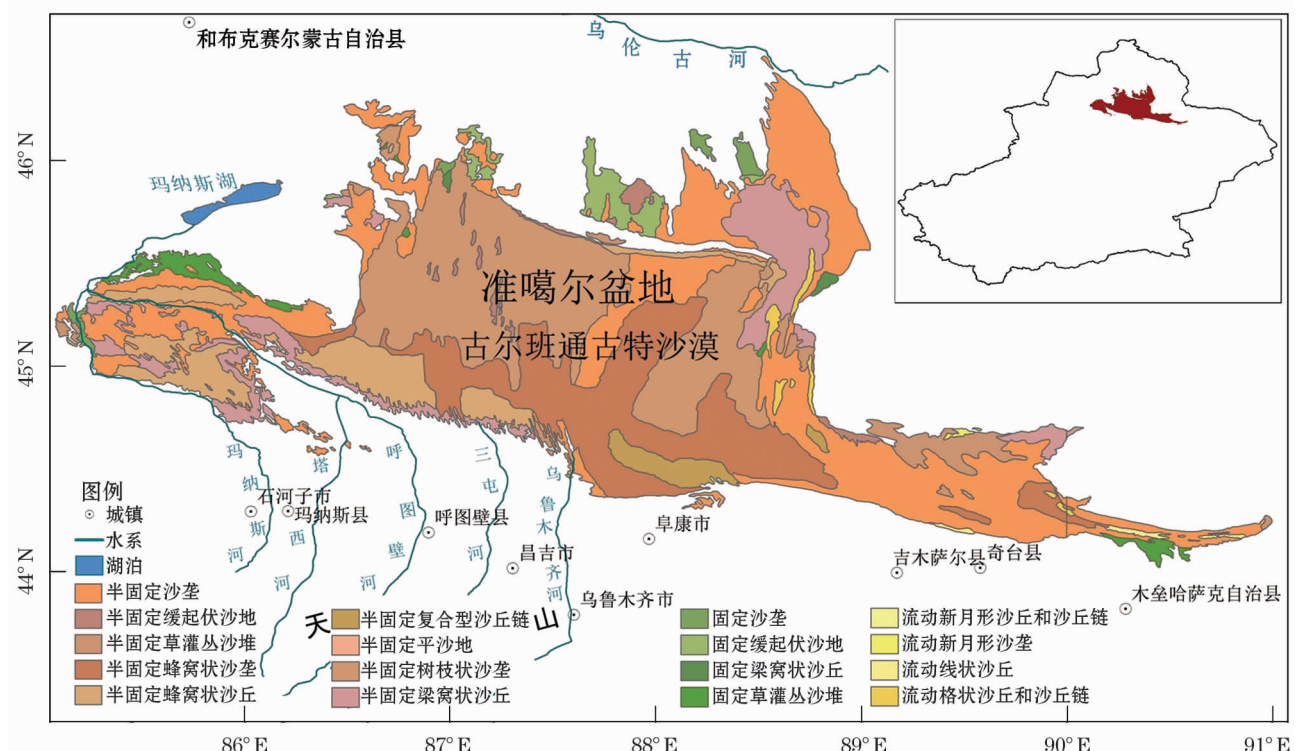 和布克赛尔蒙古自治县
乌伦古河
46°N
玛纳斯湖
准噶尔盆地
古尔班通古特沙漠
45°N
玛纳斯河
塔西河
呼图壁河
三屯河
乌鲁木齐河
石河子市
玛纳斯县
呼图壁县
昌吉市
阜康市
吉木萨尔县
奇台县
乌鲁木齐市
木垒哈萨克自治县
44°N
天山
图例
城镇
水系
湖泊
半固定沙垄
半固定缓起伏沙地
半固定草灌丛沙堆
半固定蜂窝状沙垄
半固定蜂窝状沙丘
半固定复合型沙丘链
半固定平沙地
半固定树枝状沙垄
半固定梁窝状沙丘
固定沙垄
固定缓起伏沙地
固定梁窝状沙丘
固定草灌丛沙堆
流动新月形沙丘和沙丘链
流动新月形沙垄
流动线状沙丘
流动格状沙丘和沙丘链
86°E
87°E
88°E
89°E
90°E
91°E